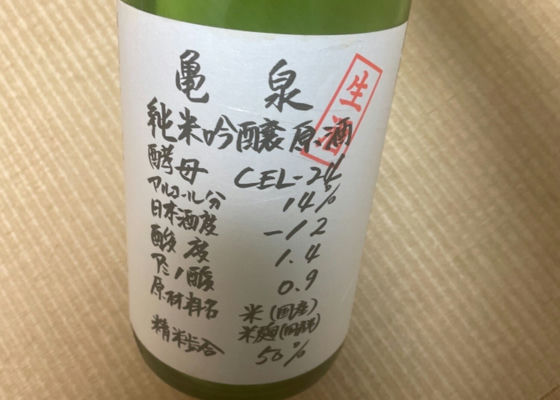 亀泉
生酒
純米吟醸原酒
酵母 CEL-24
アルコール分 14%
日本酒度 -12
酸度 1.4
アミノ酸 0.9
原材料名 米(国産)
米麹(国産米)
精米歩合 50%